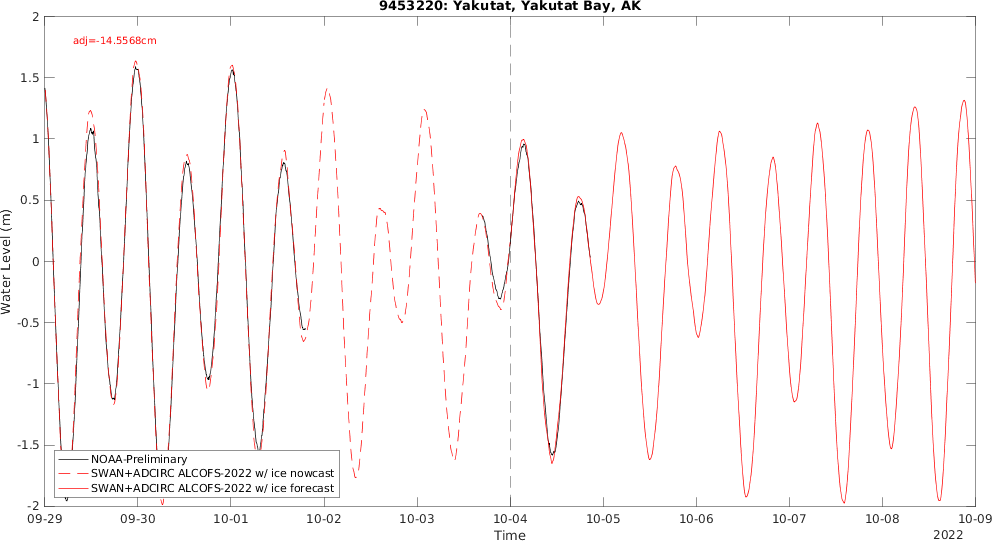 9453220: Yakutat, Yakutat Bay, AK
adj=-14.5568cm
2
1.5
1
0.5
0
-0.5
-1
-1.5
-2
Water Level (m)
NOAA-Preliminary
SWAN+ADCIRC ALCOFS-2022 w/ ice nowcast
SWAN+ADCIRC ALCOFS-2022 w/ ice forecast
09-29 09-30 10-01 10-02 10-03 10-04 10-05 10-06 10-07 10-08 10-09
Time
2022